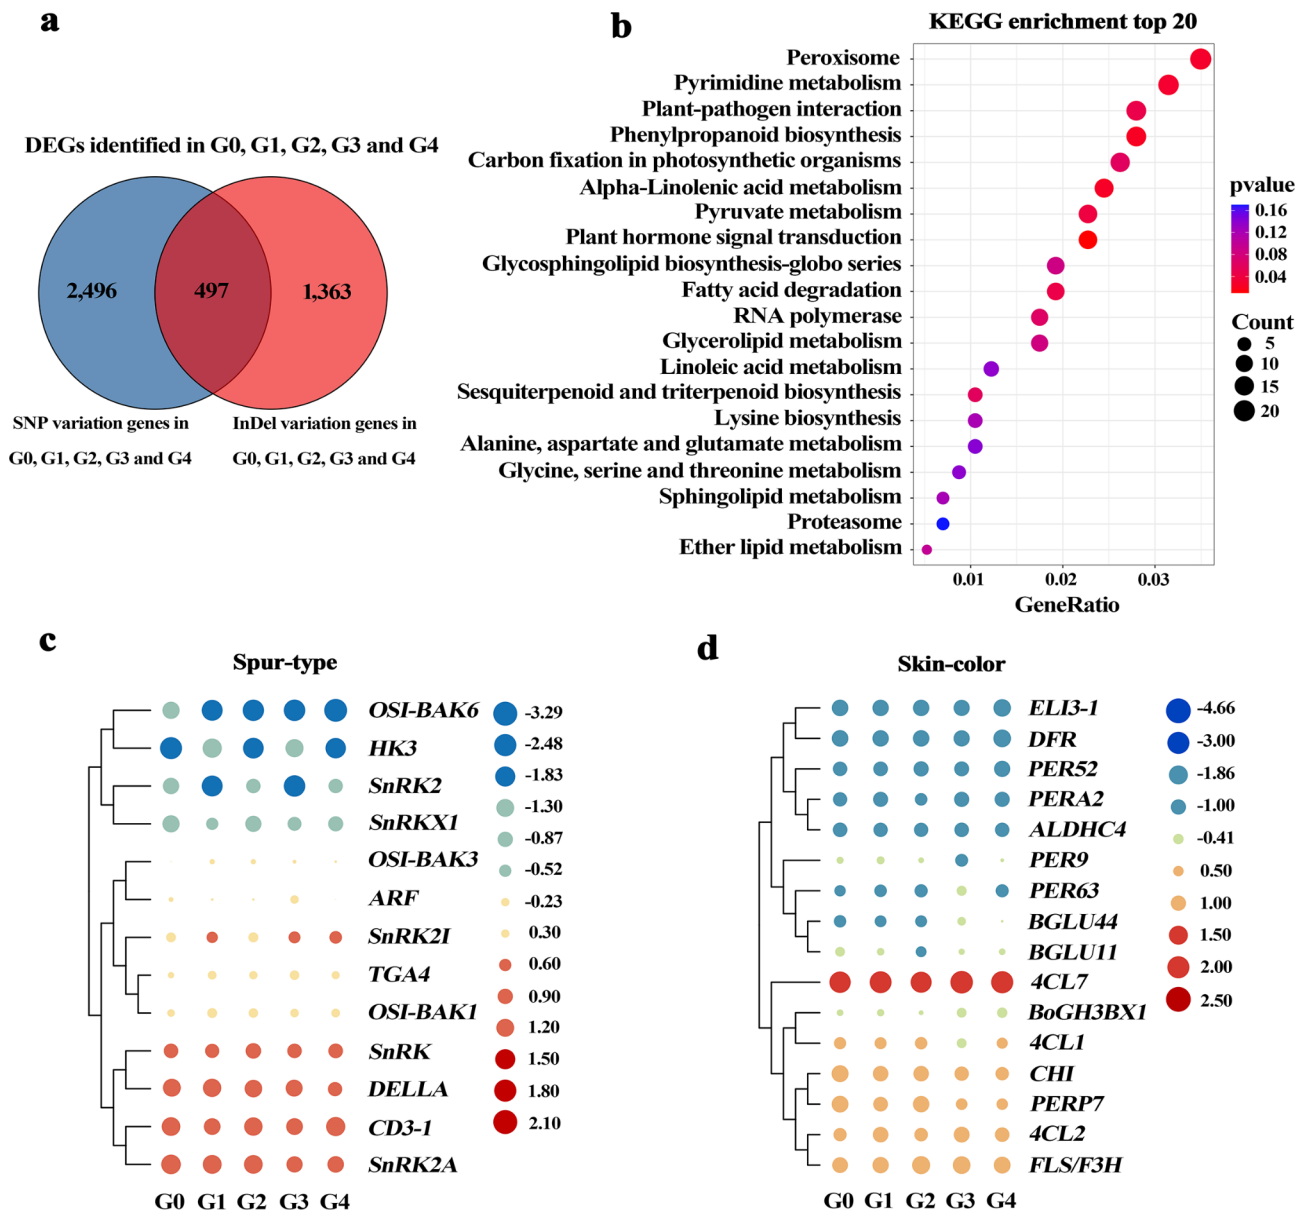 a
DEGs identified in G0, G1, G2, G3 and G4
2,496
497
1,363
SNP variation genes in
G0, G1, G2, G3 and G4
InDel variation genes in
G0, G1, G2, G3 and G4
b
KEGG enrichment top 20
Peroxisome
Pyrimidine metabolism
Plant-pathogen interaction
Phenylpropanoid biosynthesis
Carbon fixation in photosynthetic organisms
Alpha-Linolenic acid metabolism
Pyruvate metabolism
Plant hormone signal transduction
Glycosphingolipid biosynthesis-globo series
Fatty acid degradation
RNA polymerase
Glycerolipid metabolism
Linoleic acid metabolism
Sesquiterpenoid and triterpenoid biosynthesis
Lysine biosynthesis
Alanine, aspartate and glutamate metabolism
Glycine, serine and threonine metabolism
Sphingolipid metabolism
Proteasome
Ether lipid metabolism
0.01 0.02 0.03
GeneRatio
pvalue
0.16
0.12
0.08
0.04
Count
5
10
15
20
c
Spur-type
OSI-BAK6
HK3
SnRK2
SnRKX1
OSI-BAK3
ARF
SnRK2I
TGA4
OSI-BAK1
SnRK
DELLA
CD3-1
SnRK2A
G0 G1 G2 G3 G4
-3.29
-2.48
-1.83
-1.30
-0.87
-0.52
-0.23
0.30
0.60
0.90
1.20
1.50
1.80
2.10
d
Skin-color
ELI3-1
DFR
PER52
PERA2
ALDHC4
PER9
PER63
BGLU44
BGLU11
4CL7
BoGH3BX1
4CL1
CHI
PERP7
4CL2
FLS/F3H
G0 G1 G2 G3 G4
-4.66
-3.00
-1.86
-1.00
-0.41
0.50
1.00
1.50
2.00
2.50